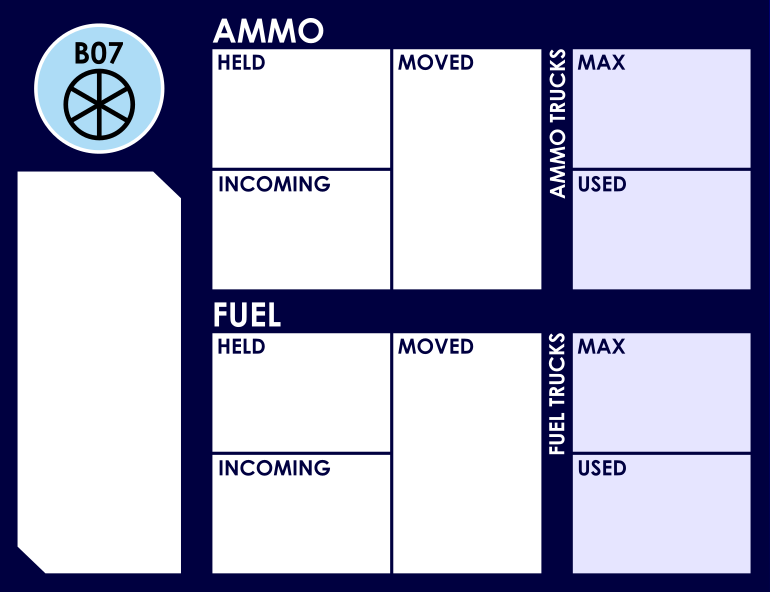 B07
AMMO
HELD
MOVED
INCOMING
AMMO TRUCKS
MAX
USED
FUEL
HELD
MOVED
INCOMING
FUEL TRUCKS
MAX
USED